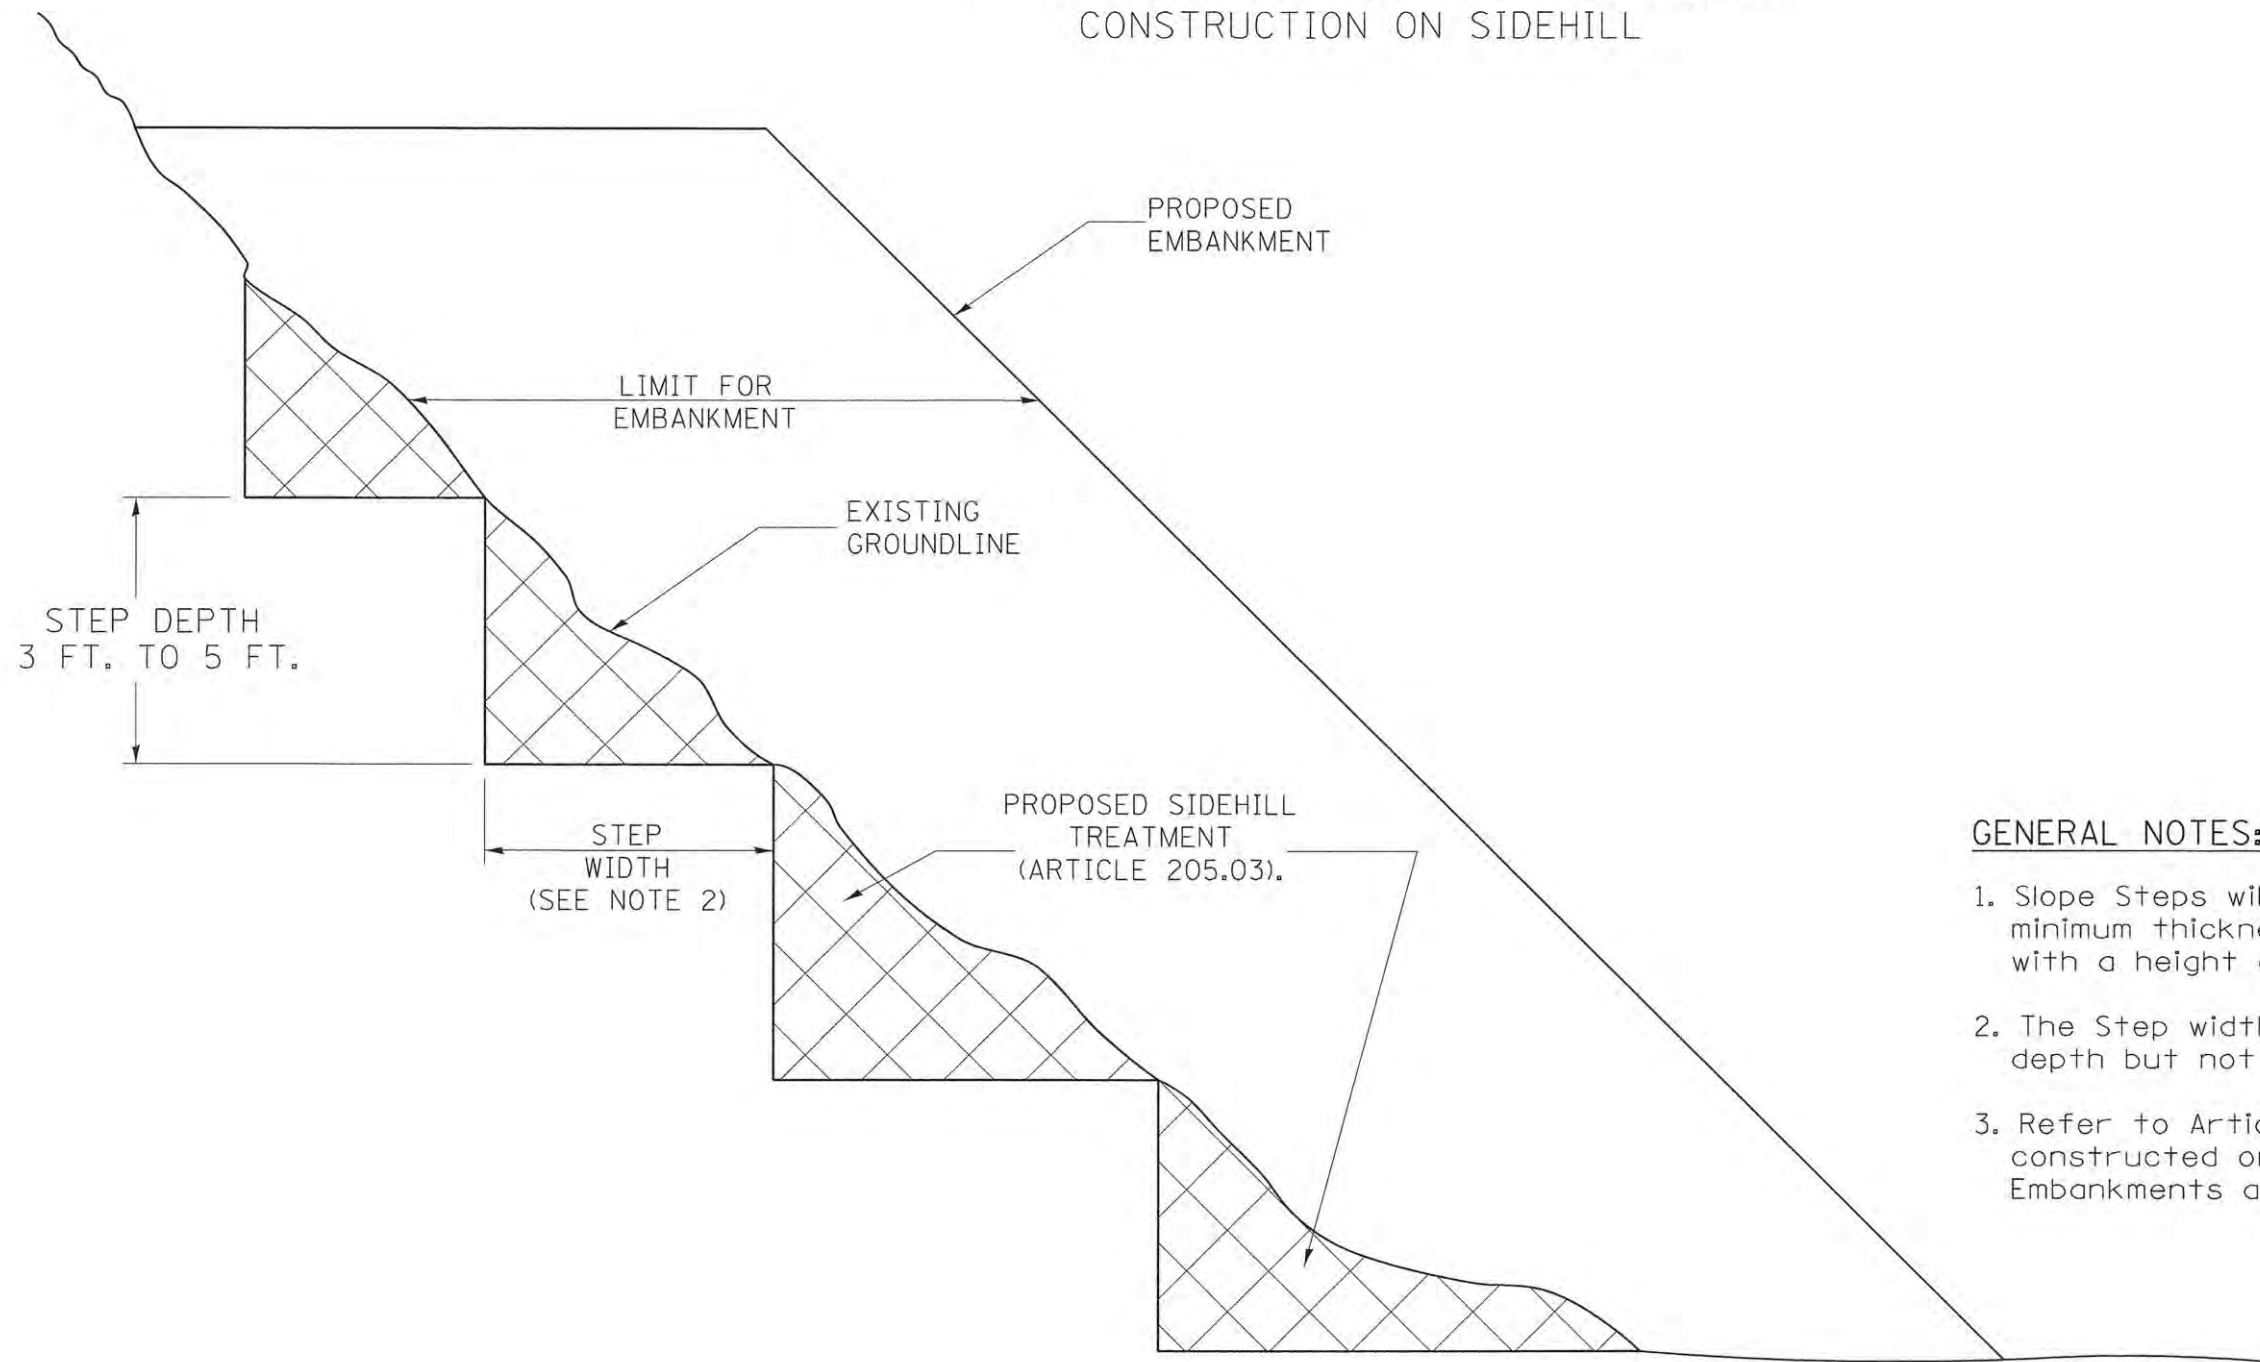 CONSTRUCTION ON SIDEHILL
PROPOSED
EMBANKMENT
LIMIT FOR
EMBANKMENT
EXISTING
GROUNDLINE
STEP DEPTH
3 FT. TO 5 FT.
STEP
WIDTH
(SEE NOTE 2)
PROPOSED SIDEHILL
TREATMENT
(ARTICLE 205.03).
GENERAL NOTES:
1. Slope Steps
minimum
with a height
2. The Step
depth but not
3. Refer to
constructed
Embankments